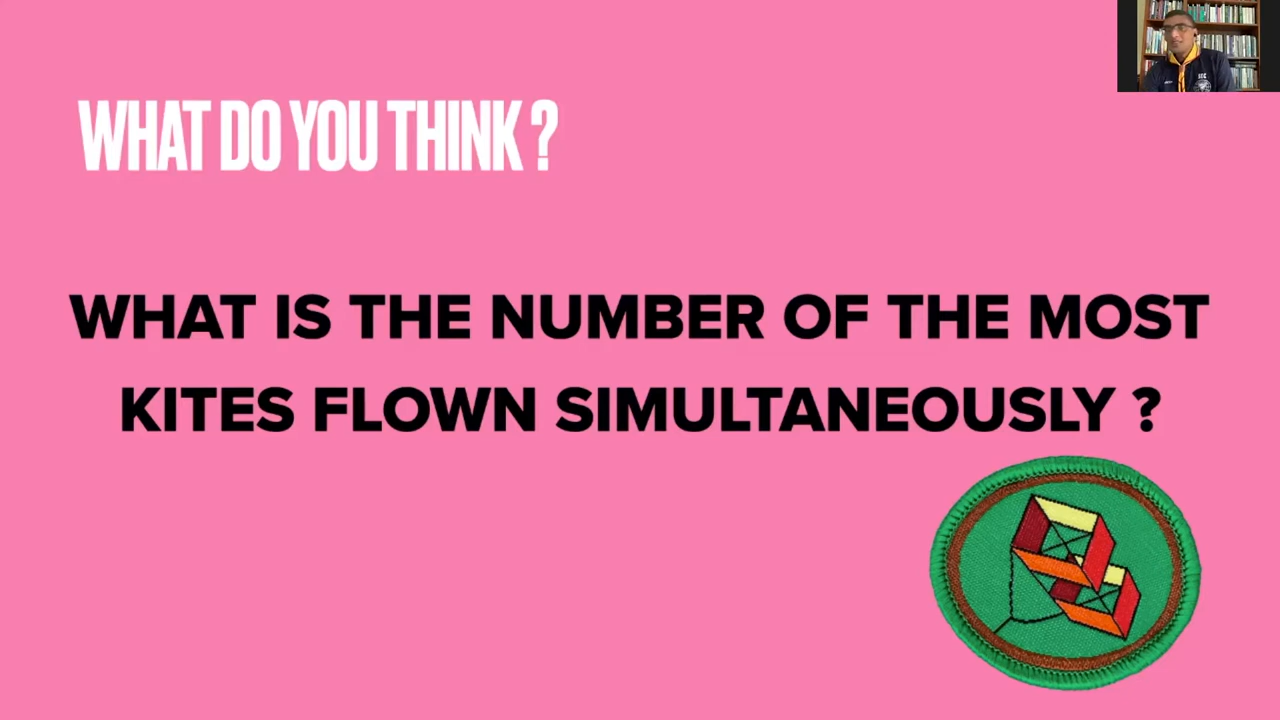 WHAT DO YOU THINK ?
WHAT IS THE NUMBER OF THE MOST
KITES FLOWN SIMULTANEOUSLY ?